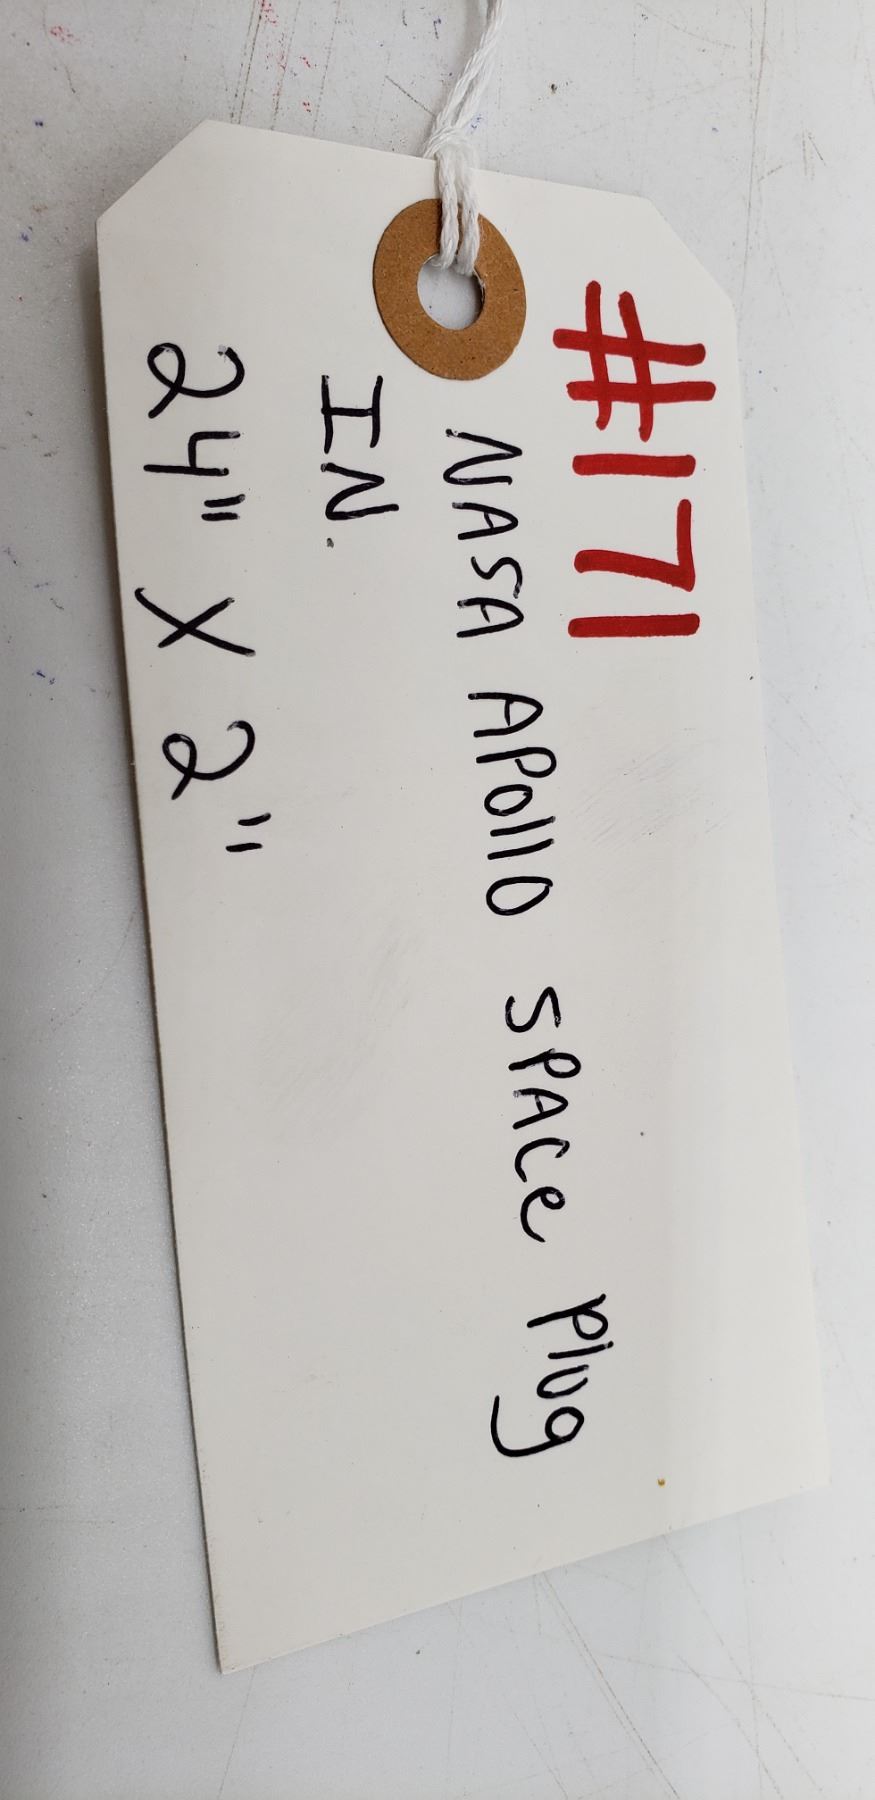 #171
NASA APOllO SPACe Plug
IN.
24" X 2"